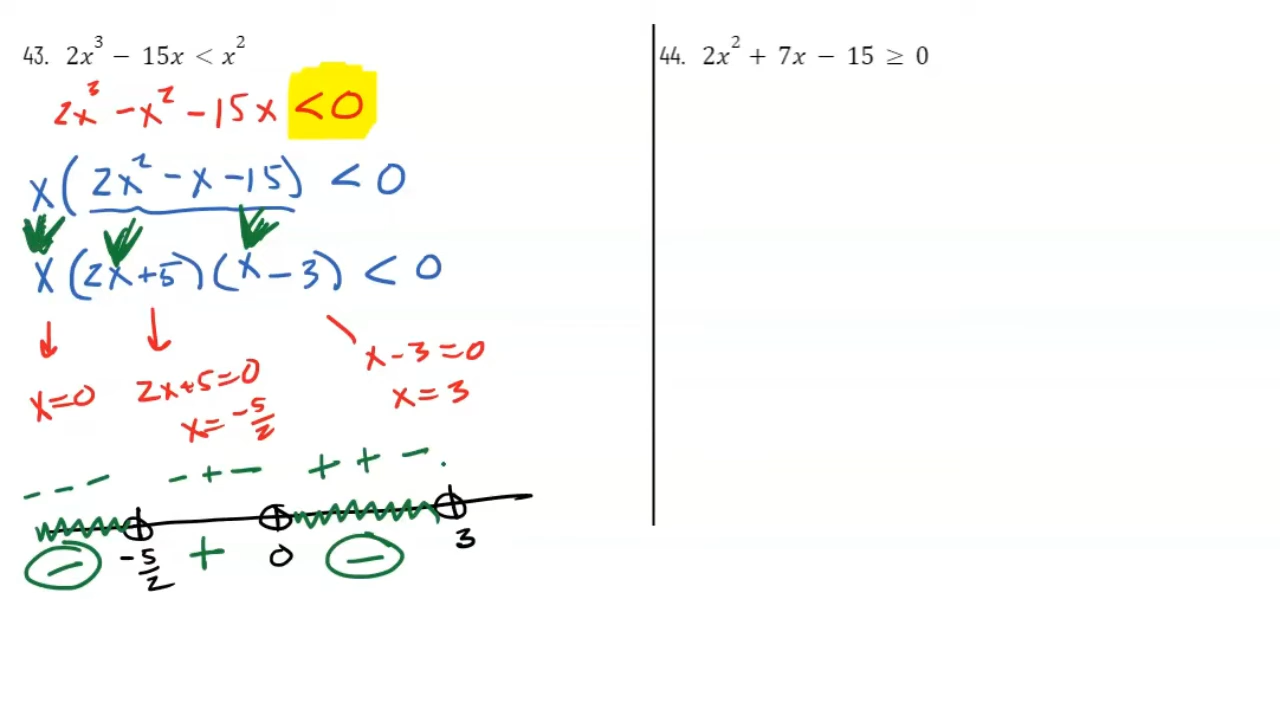 43. 2x³ − 15x < x²
2x³ − x² − 15x < 0
x(2x² − x − 15) < 0
x(2x+5)(x−3) < 0
x=0 2x+5=0 x−3=0
x=−5/2 x=3
− − − − + − + + − .
−5/2 0 3
− + −
44. 2x² + 7x − 15 ≥ 0